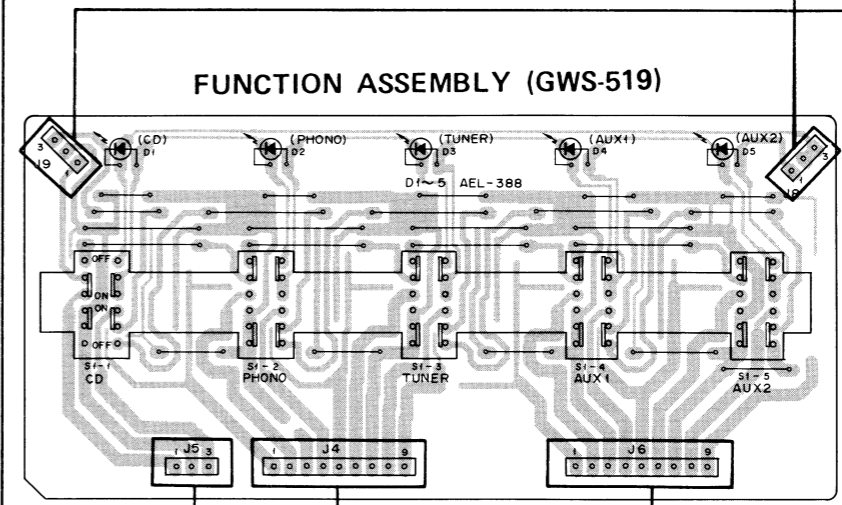 FUNCTION ASSEMBLY (GWS-519)
(CD) (PHONO) (TUNER) (AUX1) (AUX2)
D1 D2 D3 D4 D5
3 J9 1
1 J8 3
D1~5 AEL-388
OFF
ON
ON
OFF
S1-1 S1-2 S1-3 S1-4 S1-5
CD PHONO TUNER AUX1 AUX2
1 J5 3 1 J4 9 1 J6 9